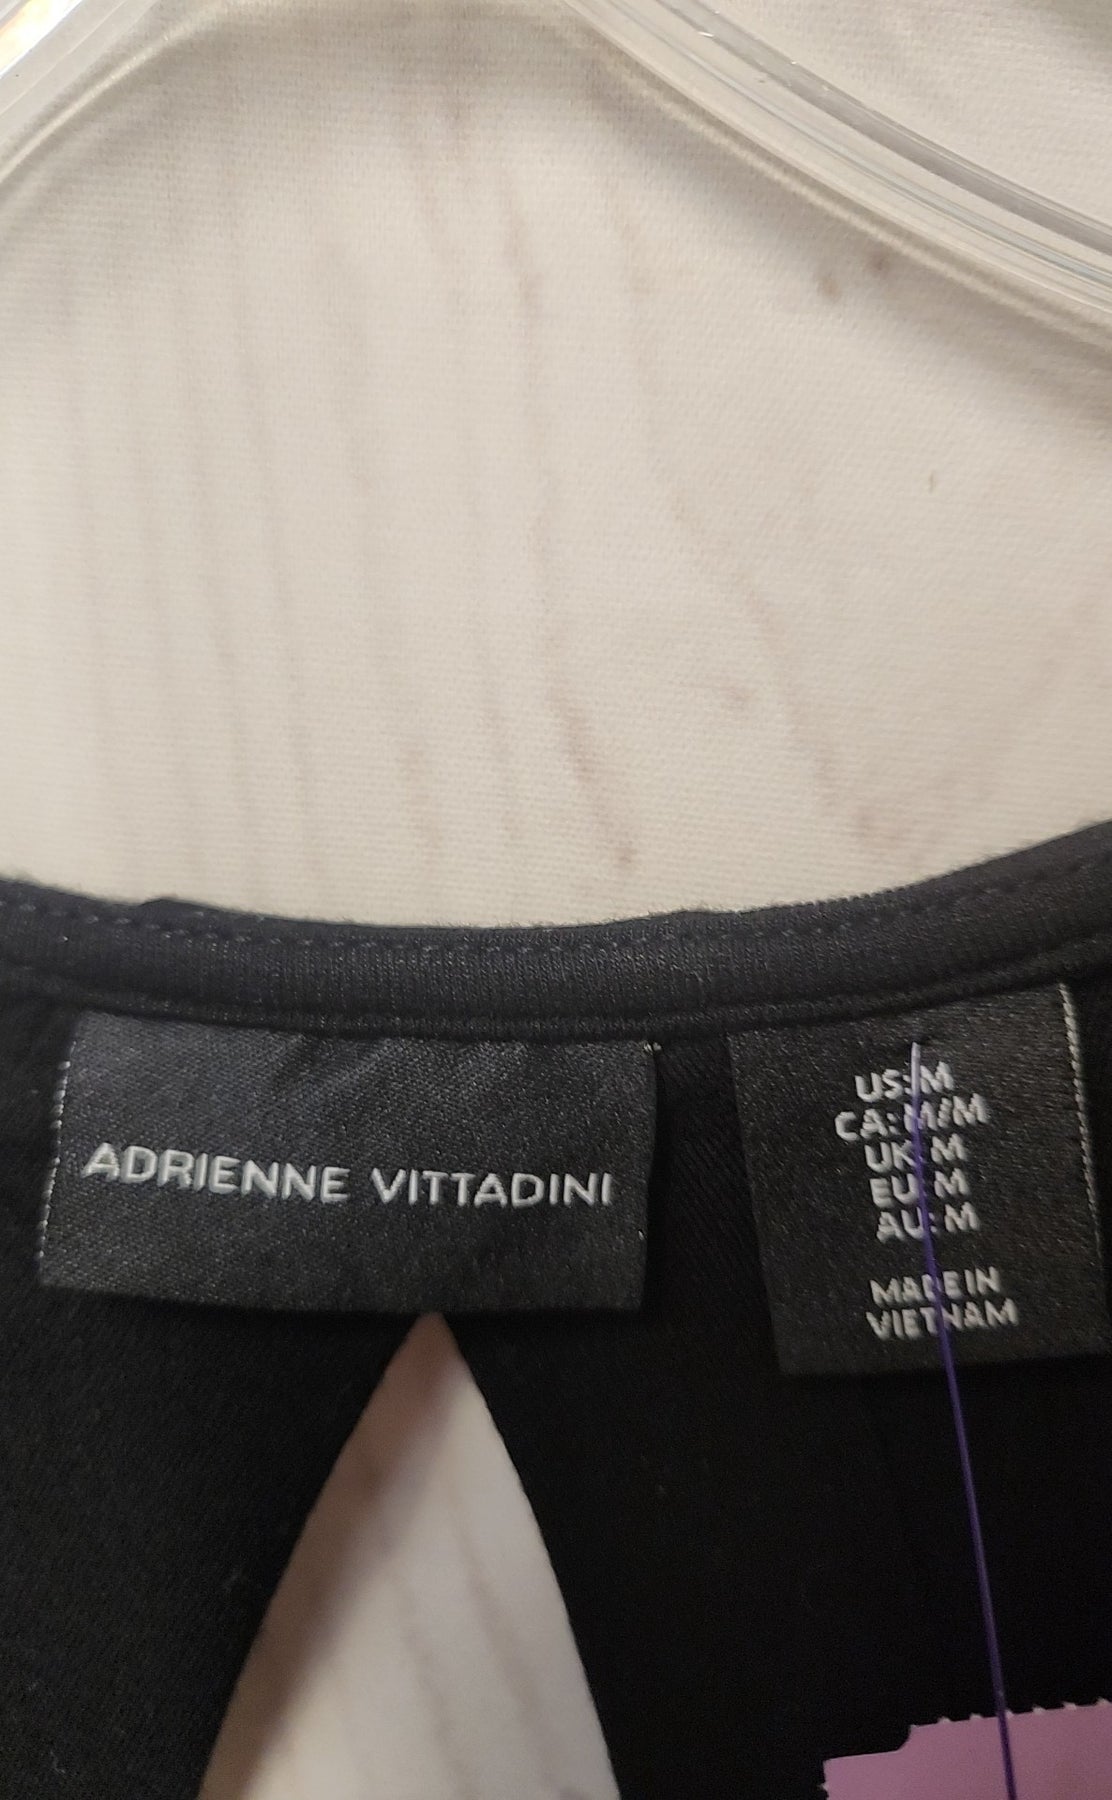 ADRIENNE VITTADINI
US: M
CA: M/M
UK: M
EU: M
AU: M
MADE IN
VIETNAM